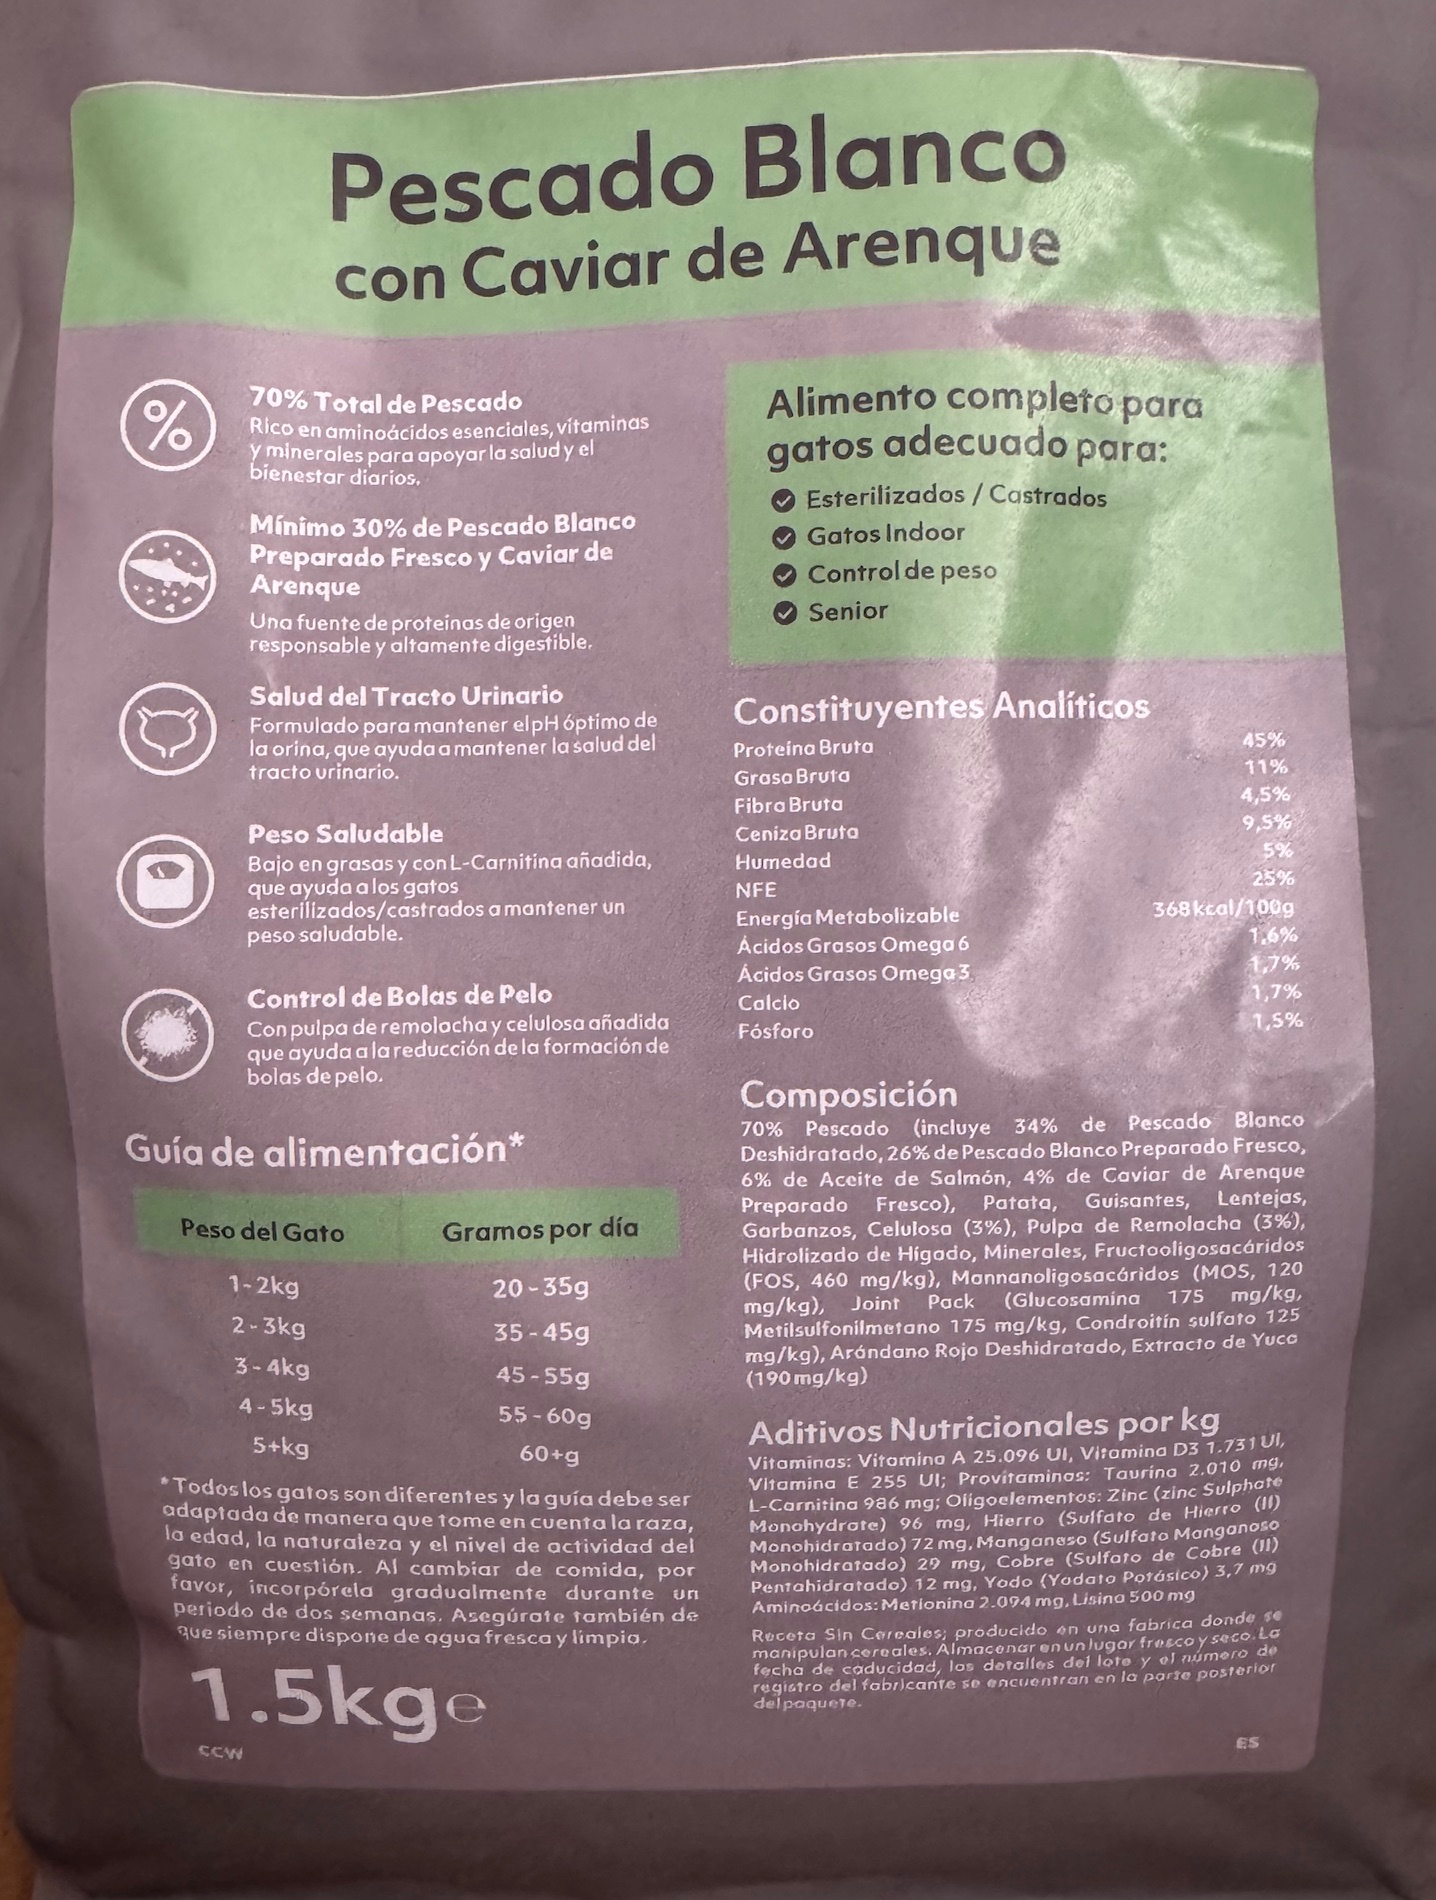 Pescado Blanco
con Caviar de Arenque
70% Total de Pescado
Rico en aminoácidos esenciales, vitaminas
y minerales para apoyar la salud y el
bienestar diarios.
Mínimo 30% de Pescado Blanco
Preparado Fresco y Caviar de
Arenque
Una fuente de proteínas de origen
responsable y altamente digestible.
Salud del Tracto Urinario
Formulado para mantener el pH óptimo de
la orina, que ayuda a mantener la salud del
tracto urinario.
Peso Saludable
Bajo en grasas y con L-Carnitina añadida,
que ayuda a los gatos
esterilizados/castrados a mantener un
peso saludable.
Control de Bolas de Pelo
Con pulpa de remolacha y celulosa añadida
que ayuda a la reducción de la formación de
bolas de pelo.
Guía de alimentación*
Peso del Gato Gramos por día
1-2kg 20-35g
2-3kg 35-45g
3-4kg 45-55g
4-5kg 55-60g
5+kg 60+g
*Todos los gatos son diferentes y la guía debe ser
adaptada de manera que tome en cuenta la raza,
la edad, la naturaleza y el nivel de actividad del
gato en cuestión. Al cambiar de comida, por
favor, incorpórela gradualmente durante un
periodo de dos semanas. Asegúrate también de
que siempre dispone de agua fresca y limpia.
1.5kg e
CCW
Alimento completo para
gatos adecuado para:
Esterilizados / Castrados
Gatos Indoor
Control de peso
Senior
Constituyentes Analíticos
Proteína Bruta 45%
Grasa Bruta 11%
Fibra Bruta 4,5%
Ceniza Bruta 9,5%
Humedad 5%
NFE 25%
Energía Metabolizable 368kcal/100g
Ácidos Grasos Omega 6 1,6%
Ácidos Grasos Omega 3 1,7%
Calcio 1,7%
Fósforo 1,5%
Composición
70% Pescado (incluye 34% de Pescado Blanco
Deshidratado, 26% de Pescado Blanco Preparado Fresco,
6% de Aceite de Salmón, 4% de Caviar de Arenque
Preparado Fresco), Patata, Guisantes, Lentejas,
Garbanzos, Celulosa (3%), Pulpa de Remolacha (3%),
Hidrolizado de Hígado, Minerales, Fructooligosacáridos
(FOS, 460 mg/kg), Mannanoligosacáridos (MOS, 120
mg/kg), Joint Pack (Glucosamina 175 mg/kg,
Metilsulfonilmetano 175 mg/kg, Condroitín sulfato 125
mg/kg), Arándano Rojo Deshidratado, Extracto de Yuca
(190mg/kg)
Aditivos Nutricionales por kg
Vitaminas: Vitamina A 25.096 UI, Vitamina D3 1.731 UI,
Vitamina E 255 UI; Provitaminas: Taurina 2.010 mg,
L-Carnitina 986 mg; Oligoelementos: Zinc (zinc Sulphate
Monohydrate) 96 mg, Hierro (Sulfato de Hierro (II)
Monohidratado) 72 mg, Manganeso (Sulfato Manganoso
Monohidratado) 29 mg, Cobre (Sulfato de Cobre (II)
Pentahidratado) 12 mg, Yodo (Yodato Potásico) 3,7 mg
Aminoácidos: Metionina 2.094 mg, Lisina 500 mg
Receta Sin Cereales; producido en una fabrica donde se
manipulan cereales. Almacenar en un lugar fresco y seco. La
fecha de caducidad, los detalles del lote y el número de
registro del fabricante se encuentran en la parte posterior
del paquete.
ES